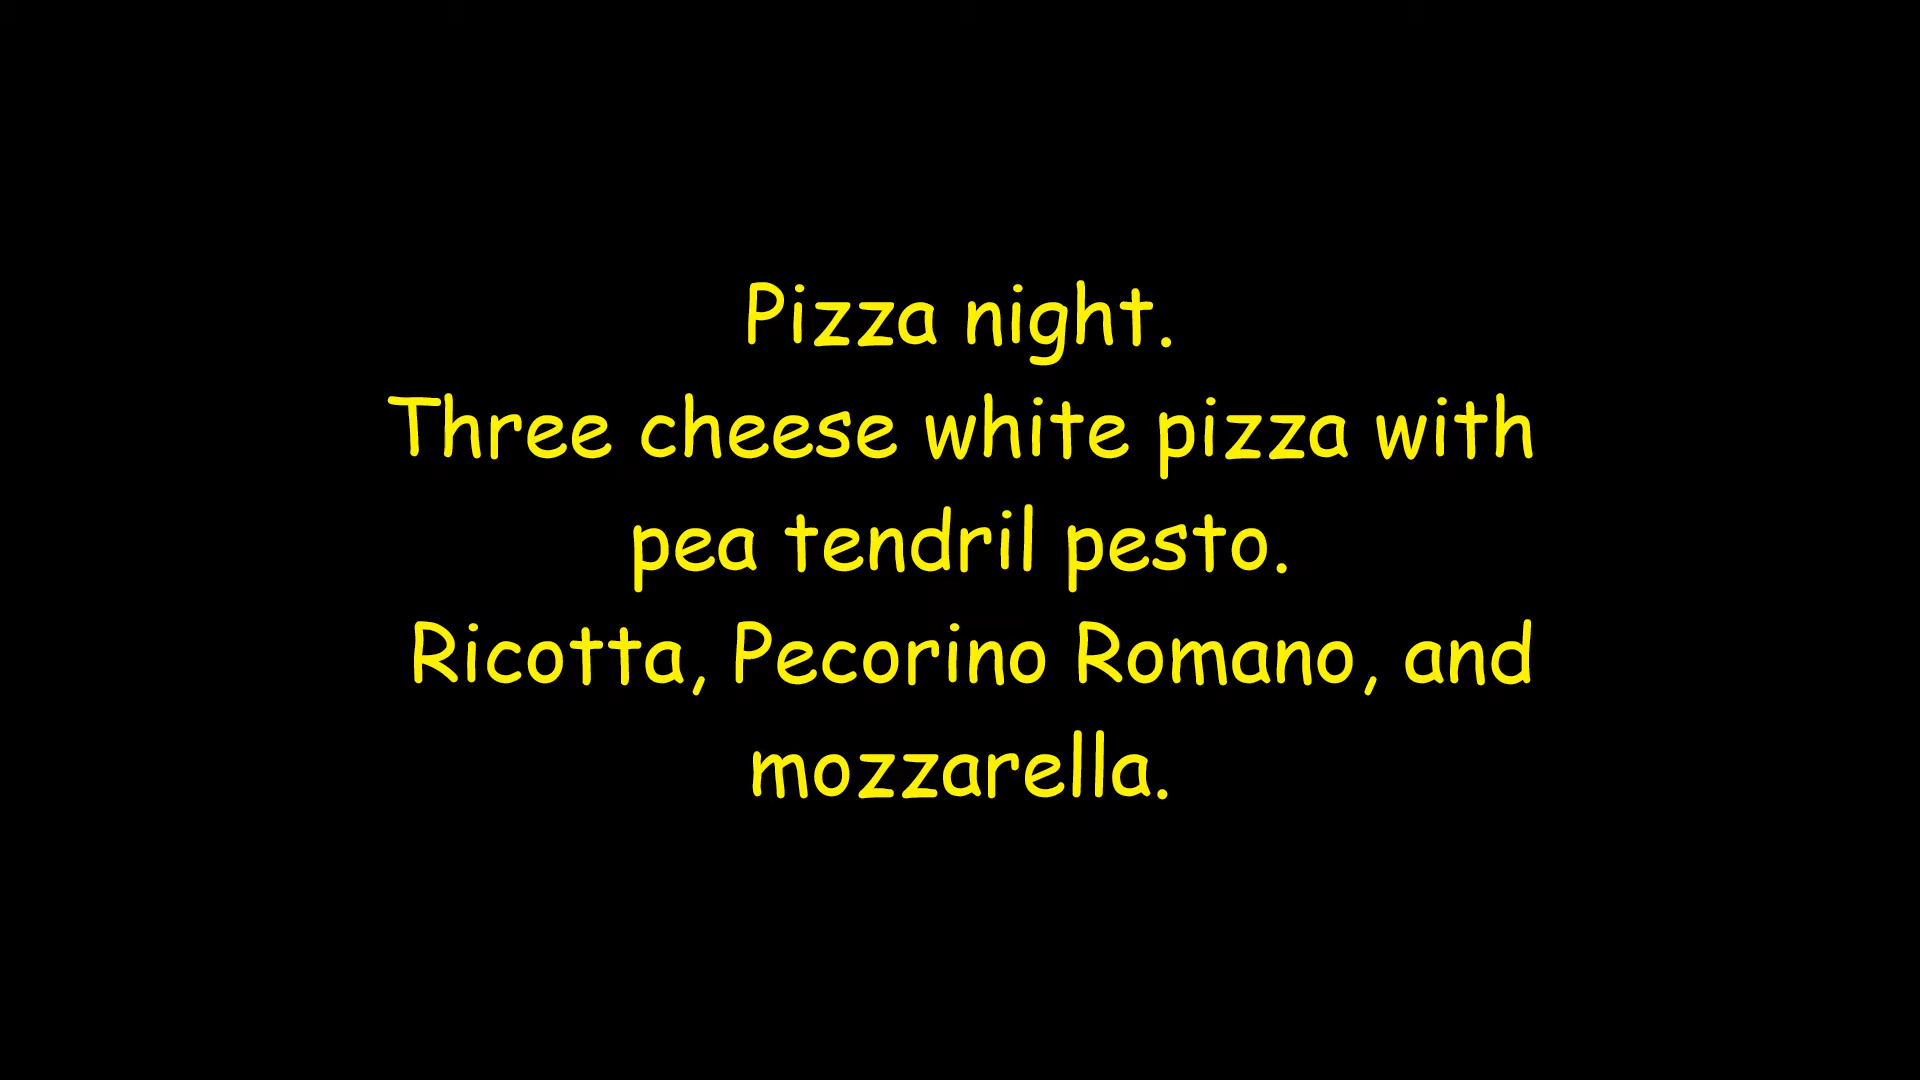 Pizza night.
Three cheese white pizza with
pea tendril pesto.
Ricotta, Pecorino Romano, and
mozzarella.